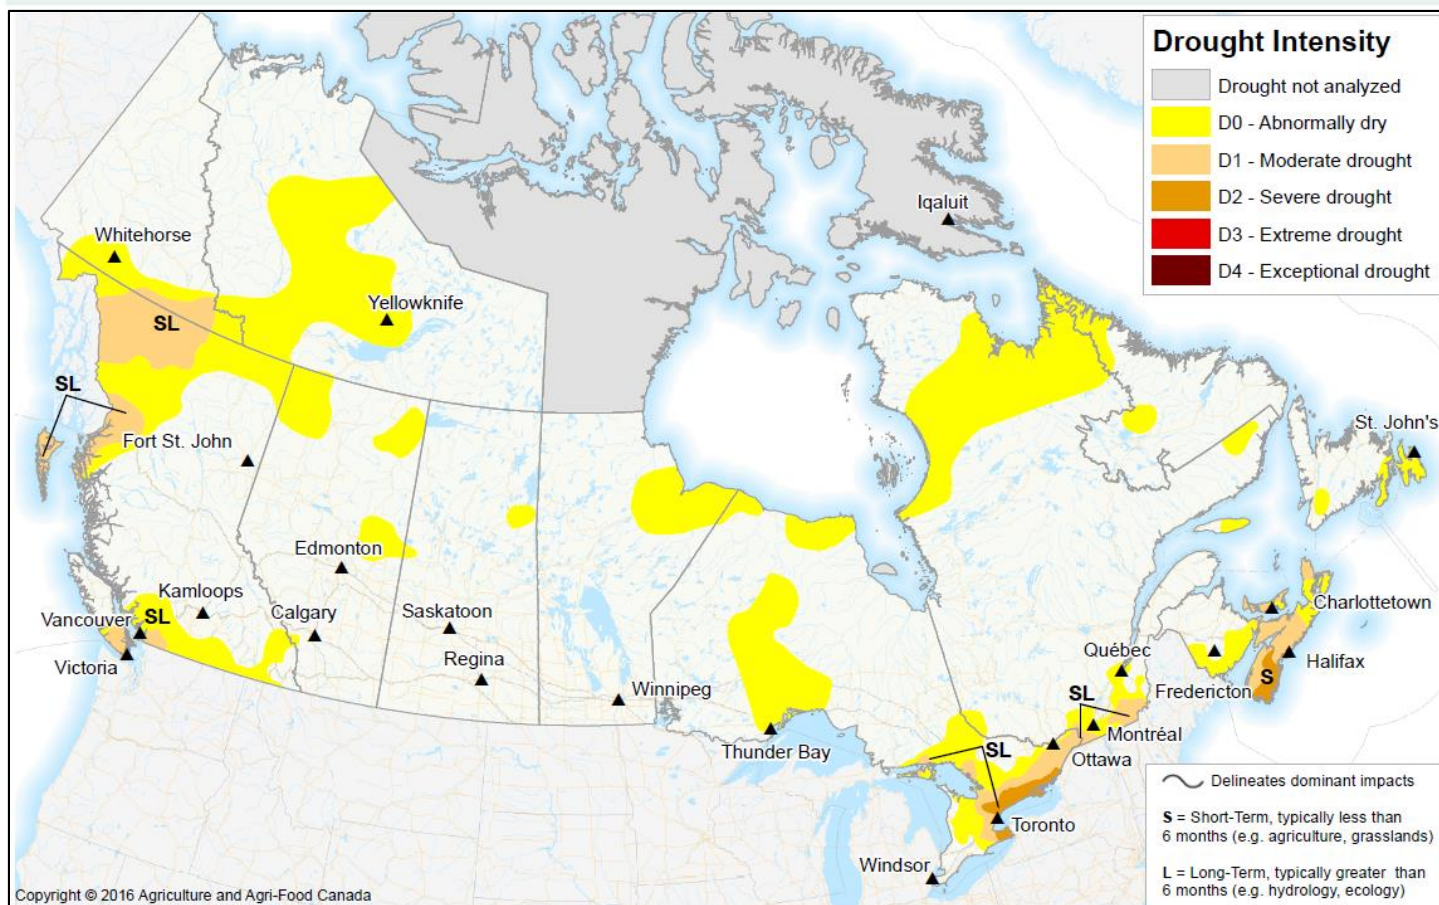 Drought Intensity
Drought not analyzed
D0 - Abnormally dry
D1 - Moderate drought
D2 - Severe drought
D3 - Extreme drought
D4 - Exceptional drought
Iqaluit
Whitehorse
Yellowknife
SL
SL
Fort St. John
St. John's
Edmonton
Kamloops
Calgary
Saskatoon
Vancouver
SL
Charlottetown
Victoria
Regina
Québec
Halifax
S
Winnipeg
Fredericton
SL
Montréal
Thunder Bay
SL
Ottawa
Toronto
Windsor
Delineates dominant impacts
S = Short-Term, typically less than
6 months (e.g. agriculture, grasslands)
L = Long-Term, typically greater than
6 months (e.g. hydrology, ecology)
Copyright © 2016 Agriculture and Agri-Food Canada